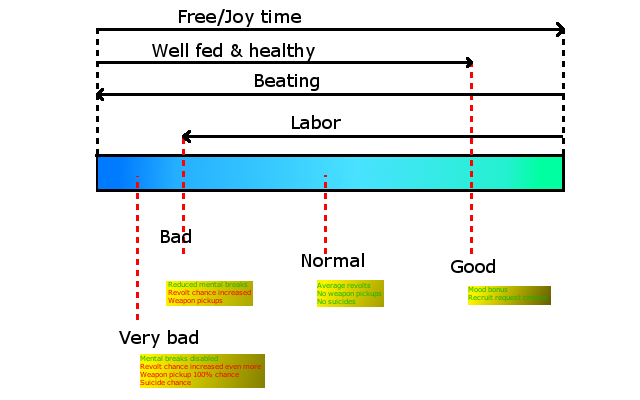 Free/Joy time
Well fed & healthy
Beating
Labor
Bad
Normal
Good
Reduced mental breaks
Revolt chance increased
Weapon pickups
Average revolts
No weapon pickups
No suicides
Mood bonus
Recruit request
Very bad
Mental breaks disabled
Revolt chance increased even more
Weapon pickup 100% chance
Suicide chance